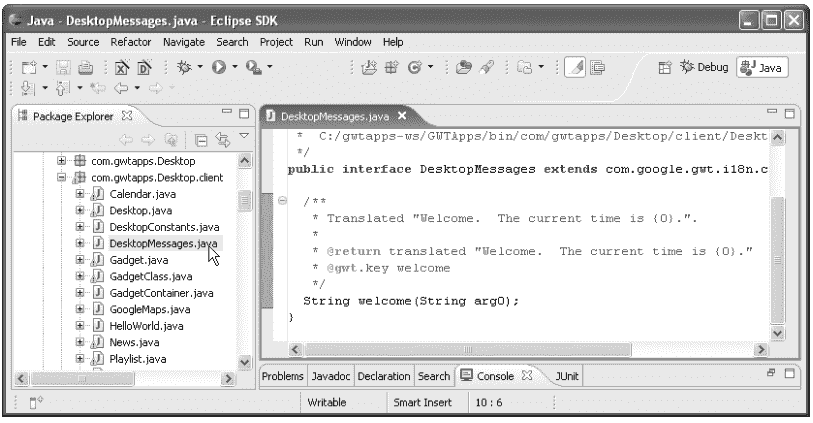 Java - DesktopMessages.java - Eclipse SDK
File Edit Source Refactor Navigate Search Project Run Window Help
Debug Java
Package Explorer
com.gwtapps.Desktop
com.gwtapps.Desktop.client
Calendar.java
Desktop.java
DesktopConstants.java
DesktopMessages.java
Gadget.java
GadgetClass.java
GadgetContainer.java
GoogleMaps.java
HelloWorld.java
News.java
Playlist.java
DesktopMessages.java
* C:/gwtapps-ws/GWTApps/bin/com/gwtapps/Desktop/client/Deskt
*/
public interface DesktopMessages extends com.google.gwt.i18n.c
/**
* Translated "Welcome. The current time is {0}.".
*
* @return translated "Welcome. The current time is {0}."
* @gwt.key welcome
*/
String welcome(String arg0);
}
Problems Javadoc Declaration Search Console JUnit
Writable Smart Insert 10 : 6